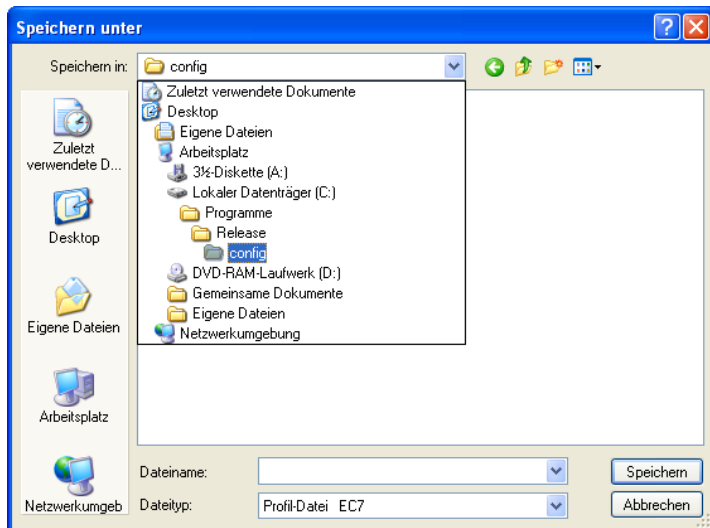 Speichern unter
Speichern in:
config
Zuletzt verwendete Dokumente
Desktop
Eigene Dateien
Arbeitsplatz
3½-Diskette (A:)
Lokaler Datenträger (C:)
Programme
Release
config
DVD-RAM-Laufwerk (D:)
Gemeinsame Dokumente
Eigene Dateien
Netzwerkumgebung
Zuletzt
verwendete D...
Desktop
Eigene Dateien
Arbeitsplatz
Netzwerkumgeb
Dateiname:
Speichern
Dateityp:
Profil-Datei EC7
Abbrechen